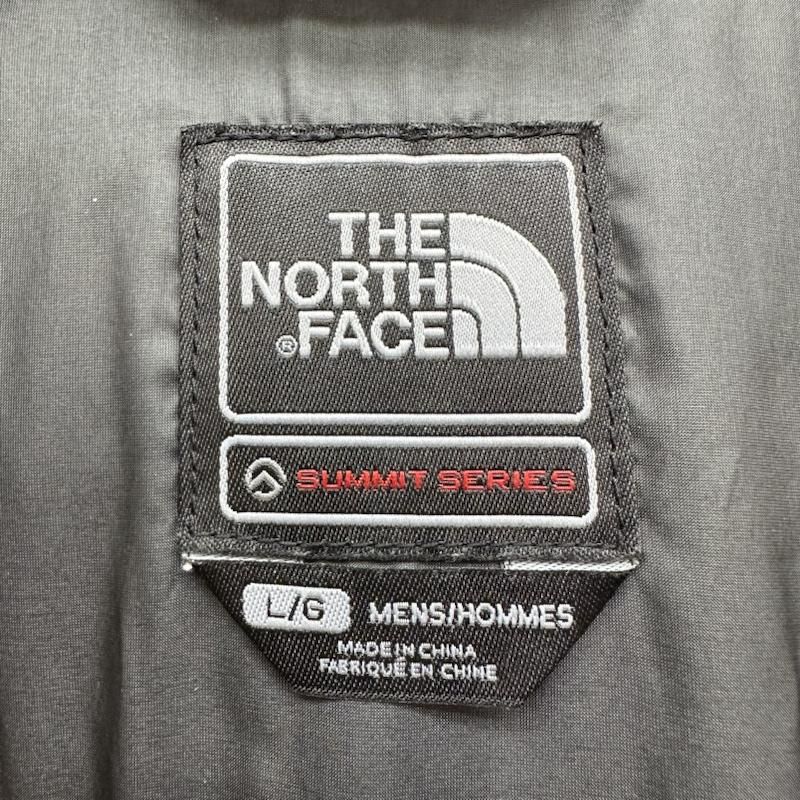 THE
NORTH
®FACE
SUMMIT SERIES
L/G MENS/HOMMES
MADE IN CHINA
FABRIQUÉ EN CHINE